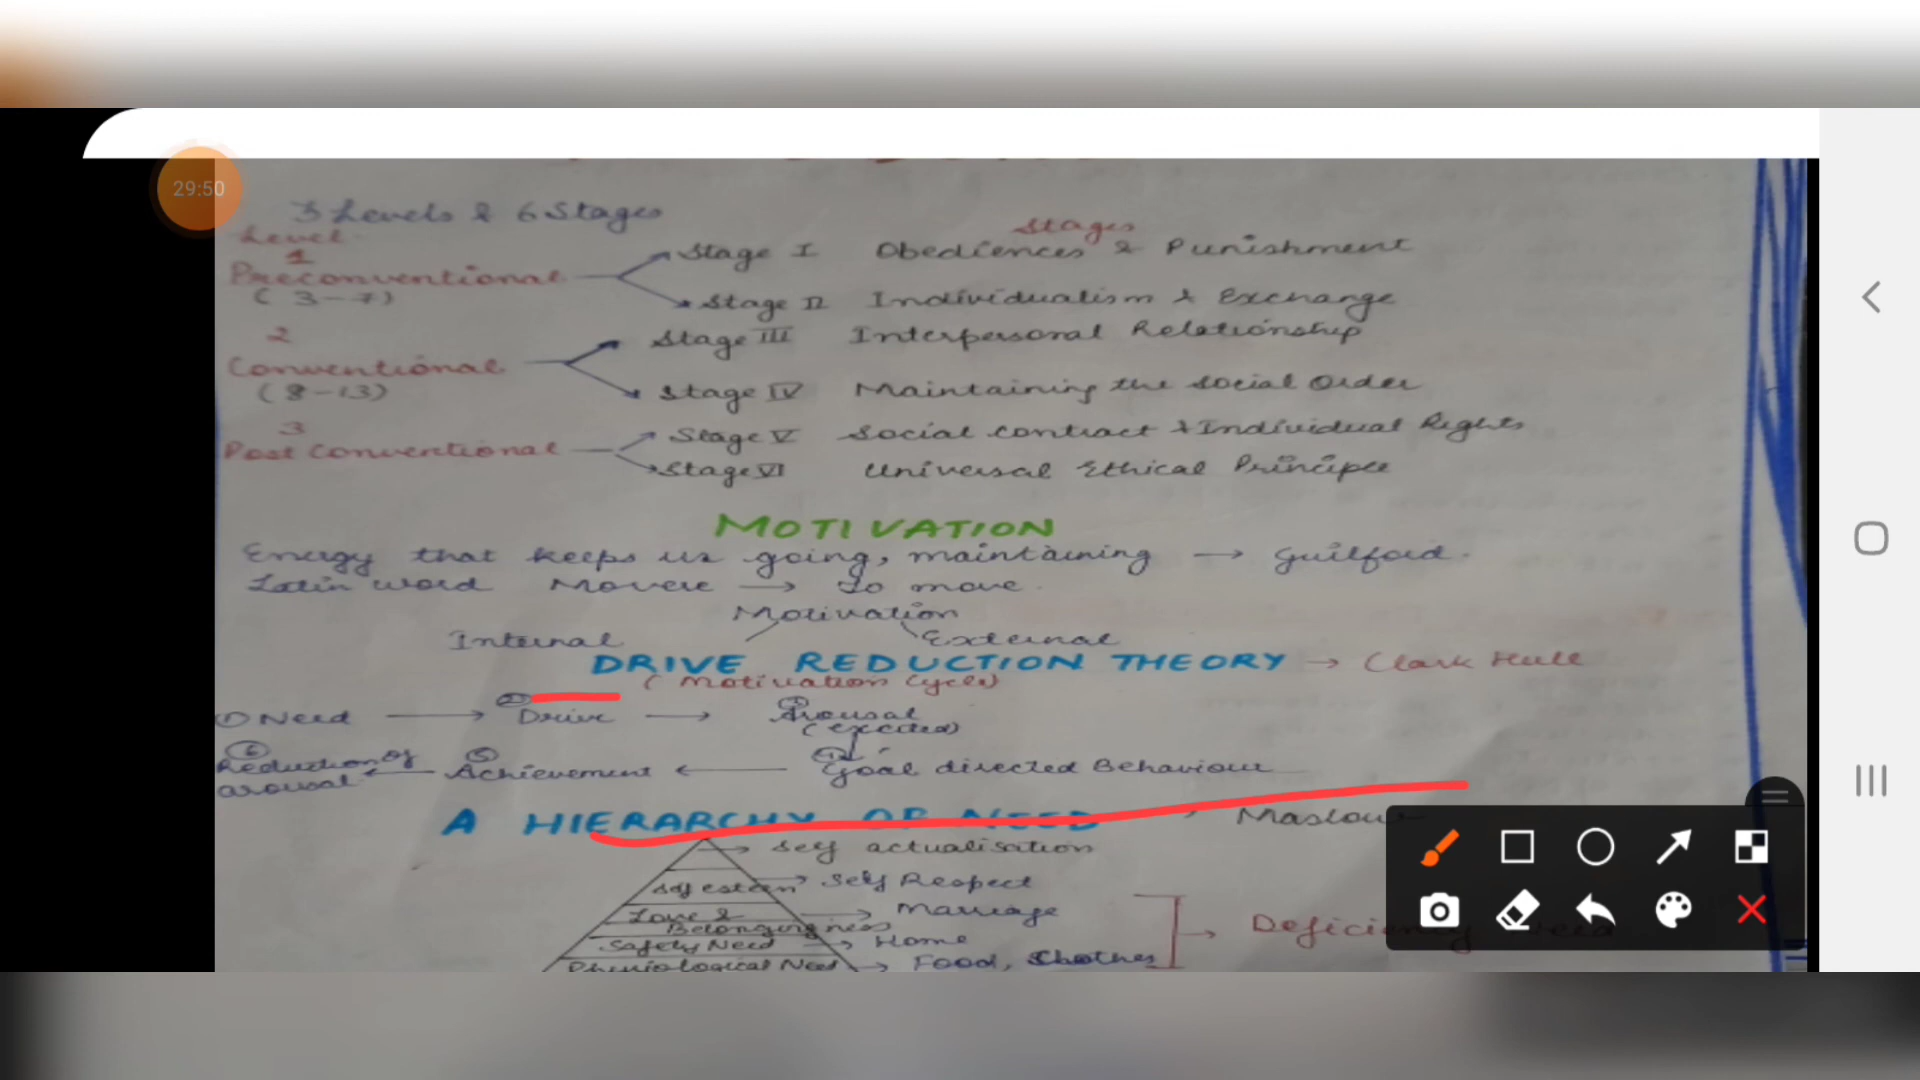 29:50
3 Levels & 6 Stages
Level Stages
1
Preconventional Stage I Obediences & Punishment
(3-7) Stage II Individualism & Exchange
2
Conventional Stage III Interpersonal Relationship
(8-13) Stage IV Maintaining the Social Order
3
Post Conventional Stage V Social contract & Individual Rights
Stage VI Universal Ethical Principle
MOTIVATION
Energy that keeps us going, maintaining → Guilford.
Latin word Movere → To move.
Motivation
Internal External
DRIVE REDUCTION THEORY → Clark Hull
(Motivation Cycle)
① Need → ② Drive → ③ Arousal
(excited)
⑥ Reduction of arousal ← ⑤ Achievement ← ④ Goal directed Behaviour
A HIERARCHY OF NEED → Maslow
→ Self actualisation
Self esteem → Self Respect
Love & Belongingness → Marriage
Safety Need → Home
Physiological Need → Food, Clothes